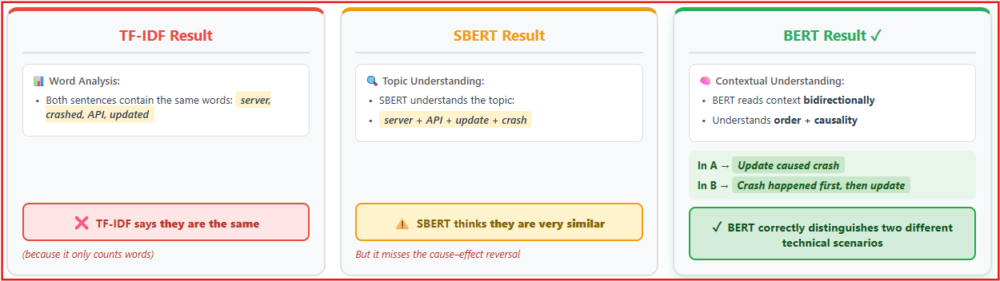 TF-IDF Result
📊 Word Analysis:
• Both sentences contain the same words: server,
crashed, API, updated
❌ TF-IDF says they are the same
(because it only counts words)
SBERT Result
🔍 Topic Understanding:
• SBERT understands the topic:
• server + API + update + crash
⚠️ SBERT thinks they are very similar
But it misses the cause–effect reversal
BERT Result ✓
🧠 Contextual Understanding:
• BERT reads context bidirectionally
• Understands order + causality
In A → Update caused crash
In B → Crash happened first, then update
✓ BERT correctly distinguishes two different
technical scenarios